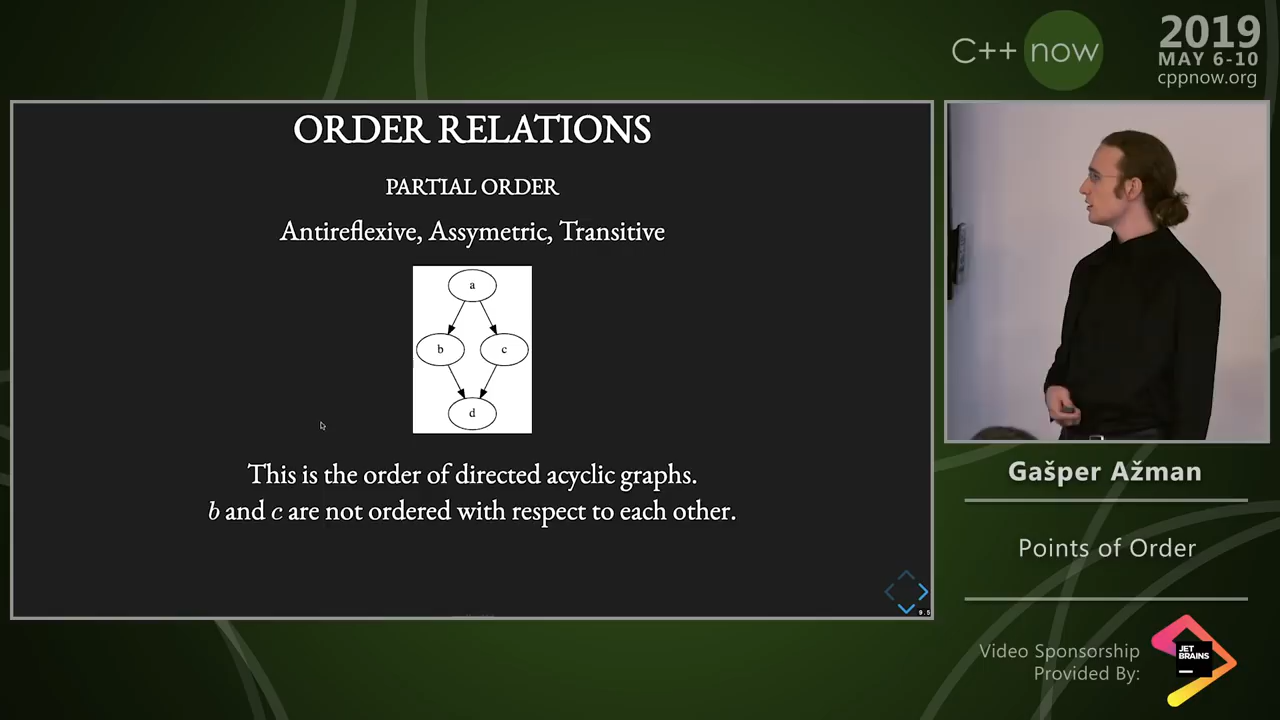 C++ now
2019
MAY 6-10
cppnow.org
ORDER RELATIONS
PARTIAL ORDER
Antireflexive, Assymetric, Transitive
a
b
c
d
This is the order of directed acyclic graphs.
b and c are not ordered with respect to each other.
9.5
Gašper Ažman
Points of Order
Video Sponsorship
Provided By:
JET
BRAINS